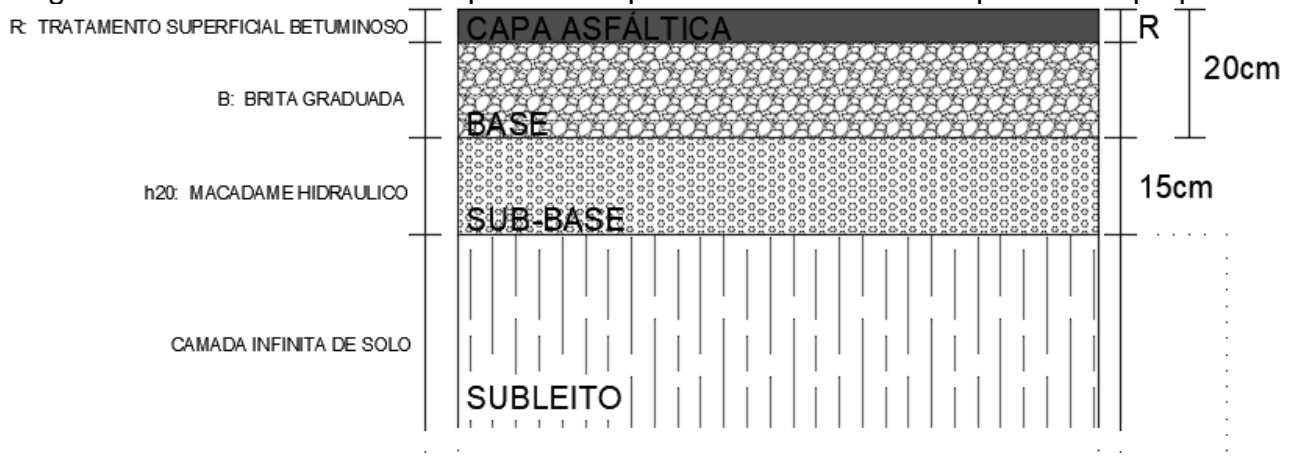 R: TRATAMENTO SUPERFICIAL BETUMINOSO
CAPA ASFÁLTICA
R
20cm
B: BRITA GRADUADA
BASE
h20: MACADAME HIDRAULICO
15cm
SUB-BASE
CAMADA INFINITA DE SOLO
SUBLEITO